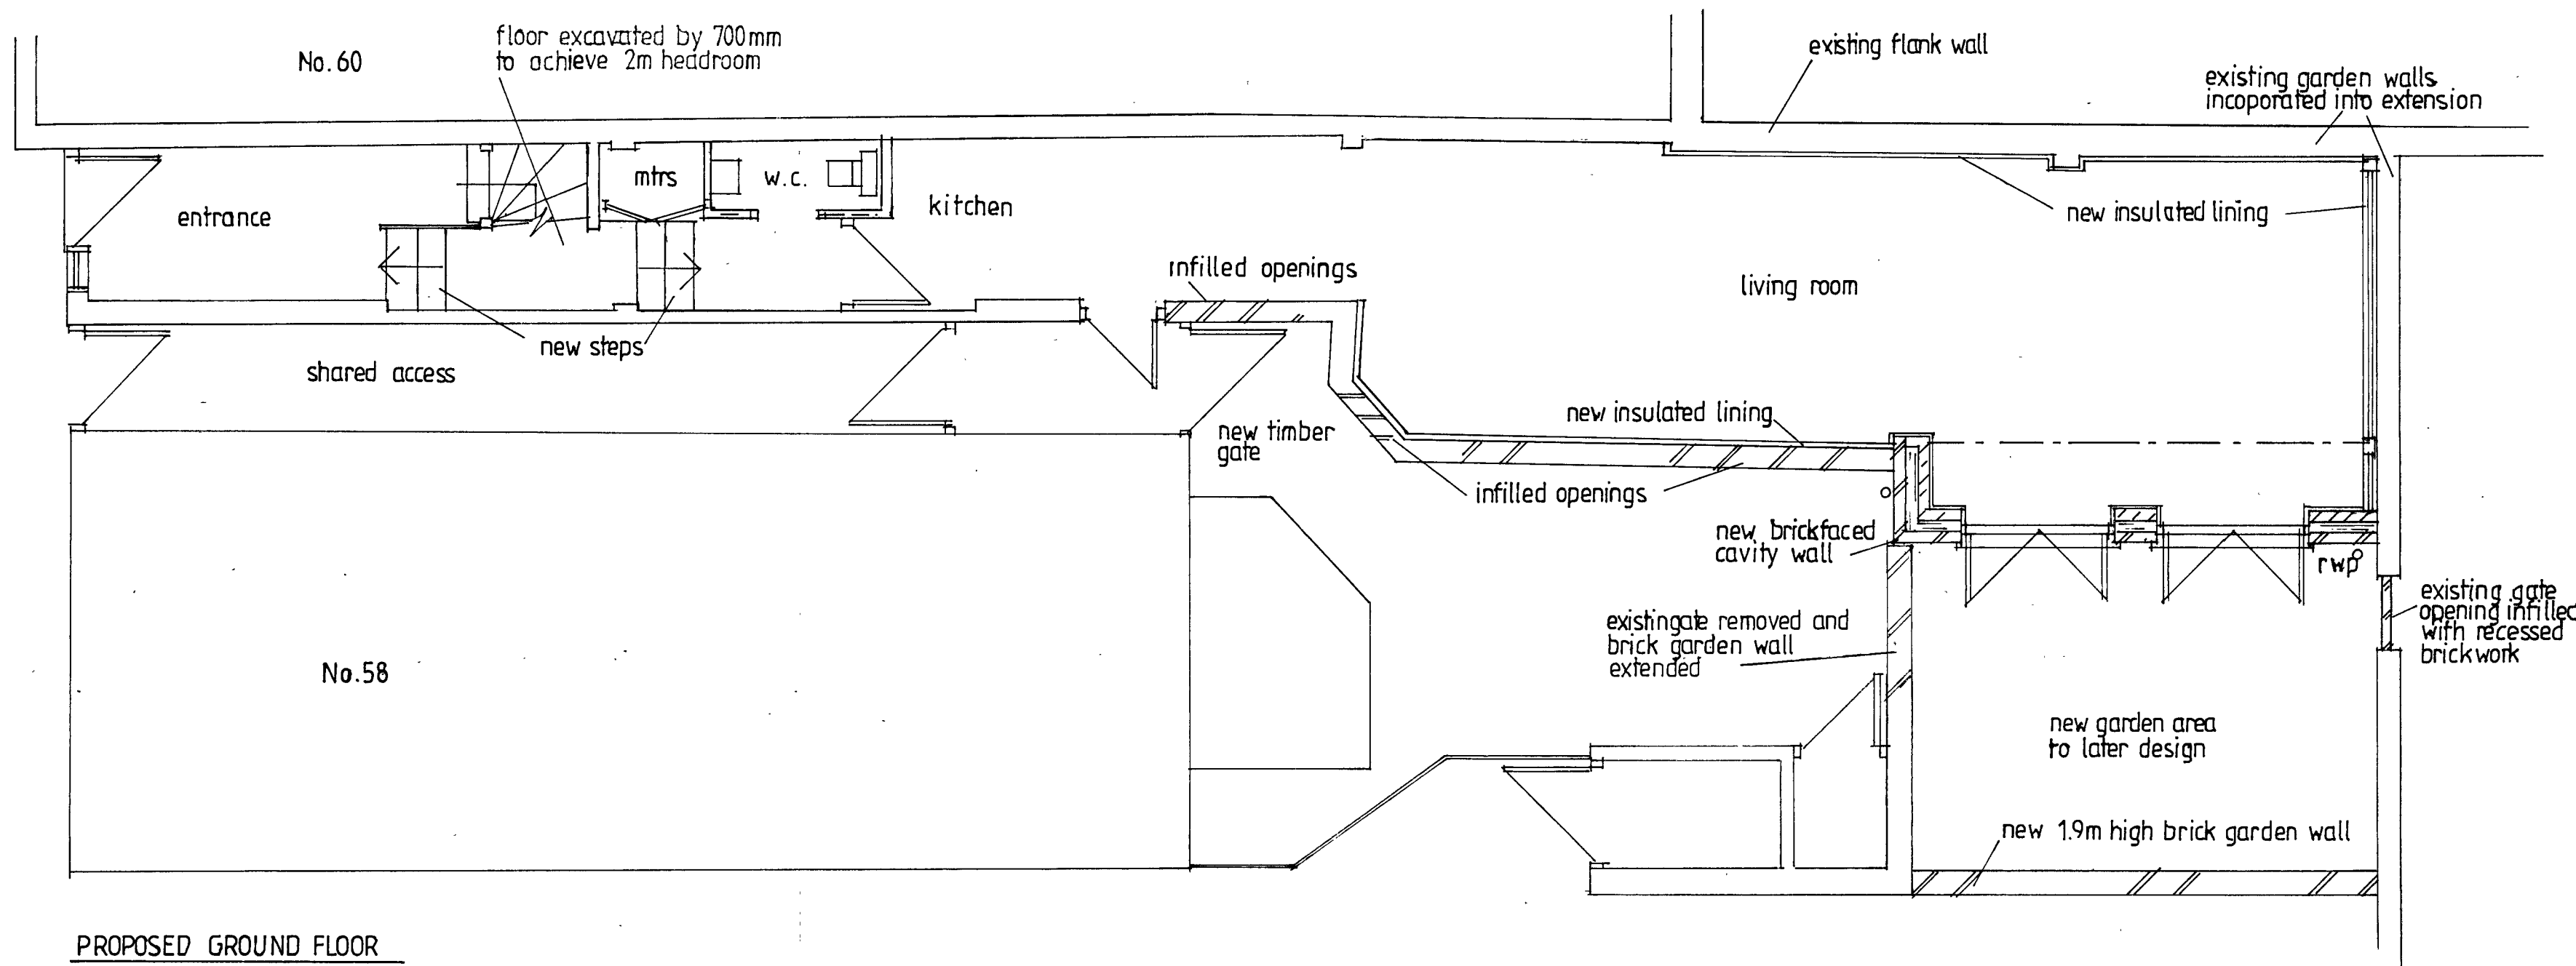 No. 60
floor excavated by 700mm
to achieve 2m headroom
existing flank wall
existing garden walls
incoporated into extension
entrance
mtrs
w.c.
kitchen
new insulated lining
infilled openings
living room
new steps
shared access
new timber
gate
new insulated lining
infilled openings
new brickfaced
cavity wall
rwp
existing gate
opening infilled
with recessed
brickwork
existingate removed and
brick garden wall
extended
No.58
new garden area
to later design
new 1.9m high brick garden wall
PROPOSED GROUND FLOOR